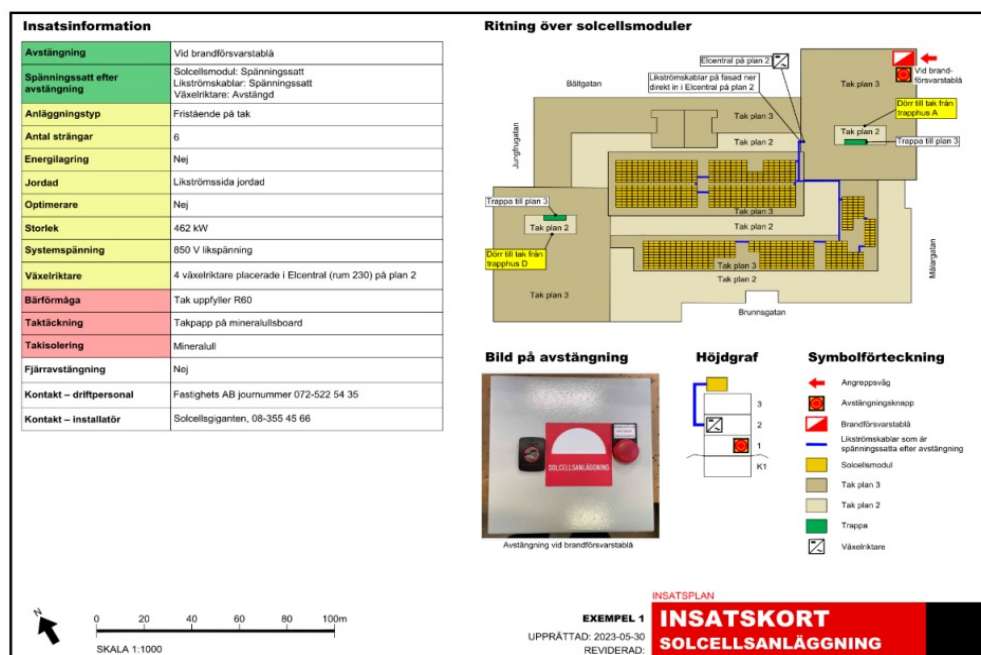 Insatsinformation
Avstängning
Vid brandförsvarstablå
Spänningssatt efter avstängning
Solcellsmodul: Spänningssatt
Likströmskablar: Spänningssatt
Växelriktare: Avstängd
Anläggningstyp
Fristående på tak
Antal strängar
6
Energilagring
Nej
Jordad
Likströmssida jordad
Optimerare
Nej
Storlek
462 kW
Systemspänning
850 V likspänning
Växelriktare
4 växelriktare placerade i Elcentral (rum 230) på plan 2
Bärförmåga
Tak uppfyller R60
Taktäckning
Takpapp på mineralullsboard
Takisolering
Mineralull
Fjärravstängning
Nej
Kontakt – driftpersonal
Fastighets AB journummer 072-522 54 35
Kontakt – installatör
Solcellsgiganten, 08-355 45 66
Ritning över solcellsmoduler
Elcentral på plan 2
Likströmskablar på fasad ner
direkt in i Elcentral på plan 2
Bältgatan
Jungfrugatan
Tak plan 3
Vid brand-
försvarstablå
Dörr till tak från
trapphus A
Tak plan 2
Trappa till plan 3
Tak plan 3
Tak plan 2
Tak plan 3
Trappa till plan 3
Tak plan 2
Tak plan 2
Dörr till tak från
trapphus D
Tak plan 3
Tak plan 2
Tak plan 3
Brunnsgatan
Mälargatan
Bild på avstängning
SOLCELLSANLÄGGNING
Avstängning vid brandförsvarstablå
Höjdgraf
3
2
1
K1
Symbolförteckning
Angreppsväg
Avstängningsknapp
Brandförsvarstablå
Likströmskablar som är
spänningssatta efter avstängning
Solcellsmodul
Tak plan 3
Tak plan 2
Trappa
Växelriktare
N
0 20 40 60 80 100m
SKALA 1:1000
EXEMPEL 1
UPPRÄTTAD: 2023-05-30
REVIDERAD:
INSATSPLAN
INSATSKORT
SOLCELLSANLÄGGNING